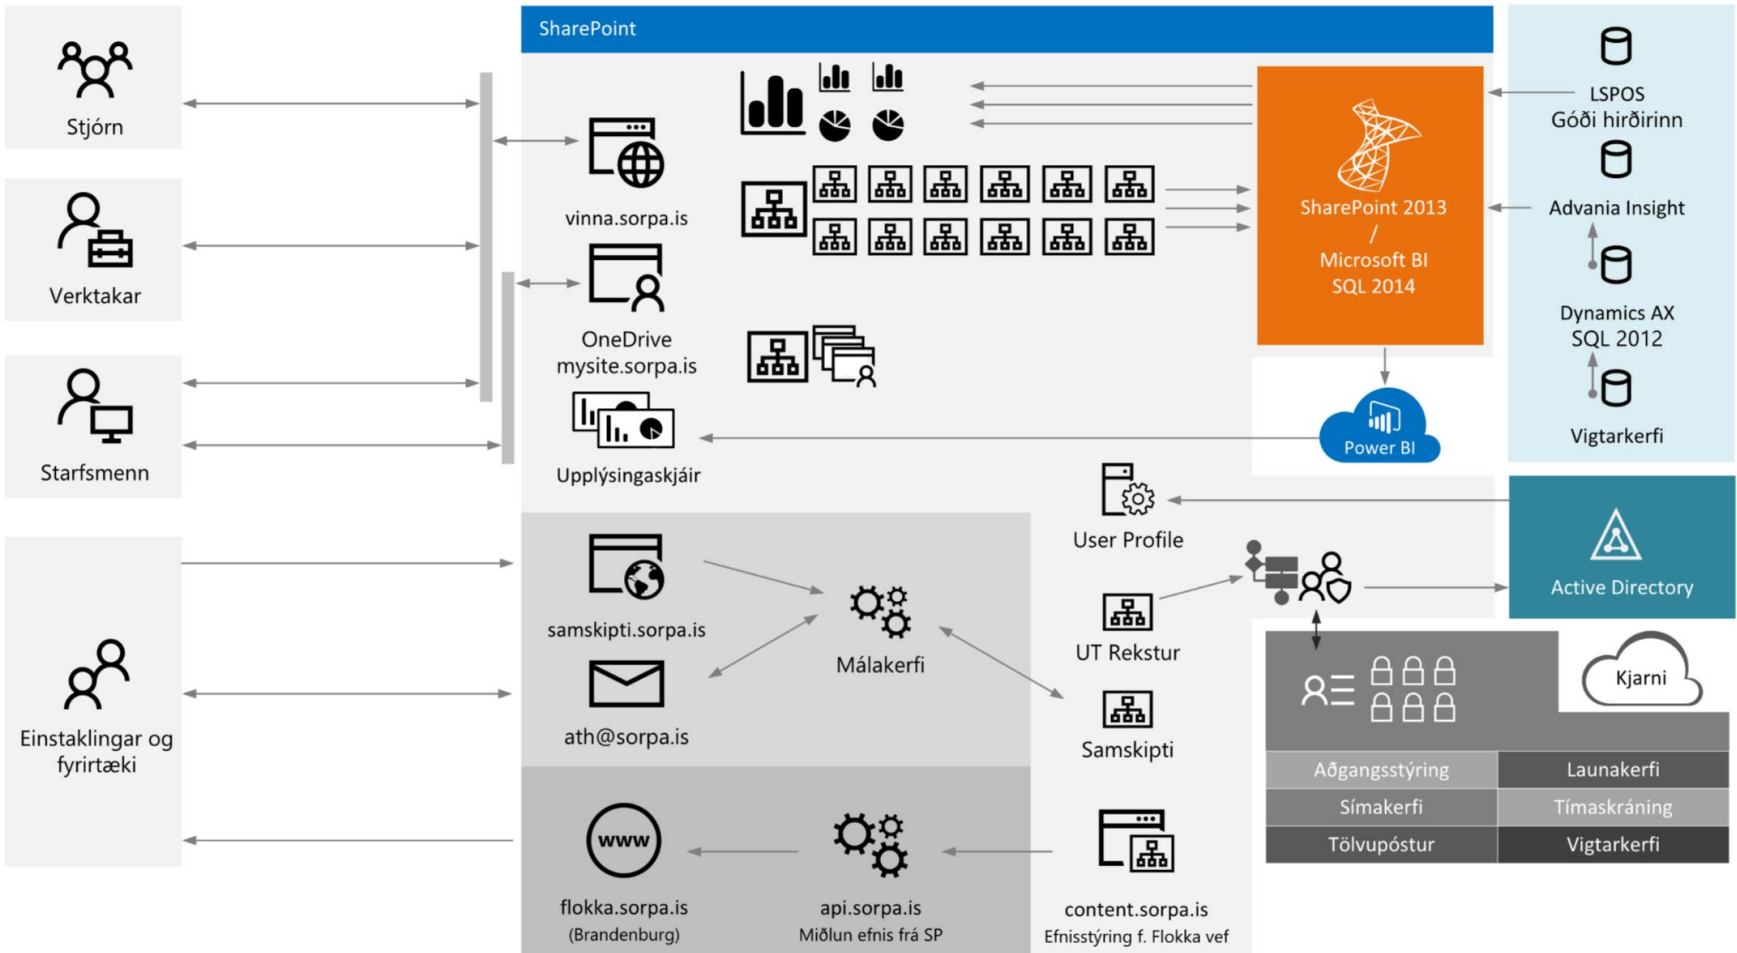 SharePoint
Stjórn
Verktakar
Starfsmenn
Einstaklingar og
fyrirtæki
vinna.sorpa.is
OneDrive
mysite.sorpa.is
Upplýsingaskjáir
SharePoint 2013
/
Microsoft BI
SQL 2014
Power BI
LSPOS
Góði hirðirinn
Advania Insight
Dynamics AX
SQL 2012
Vigtarkerfi
User Profile
Active Directory
samskipti.sorpa.is
Málakerfi
UT Rekstur
ath@sorpa.is
Samskipti
Kjarni
Aðgangsstýring
Launakerfi
Símakerfi
Tímaskráning
Tölvupóstur
Vigtarkerfi
www
flokka.sorpa.is
(Brandenburg)
api.sorpa.is
Miðlun efnis frá SP
content.sorpa.is
Efnisstýring f. Flokka vef